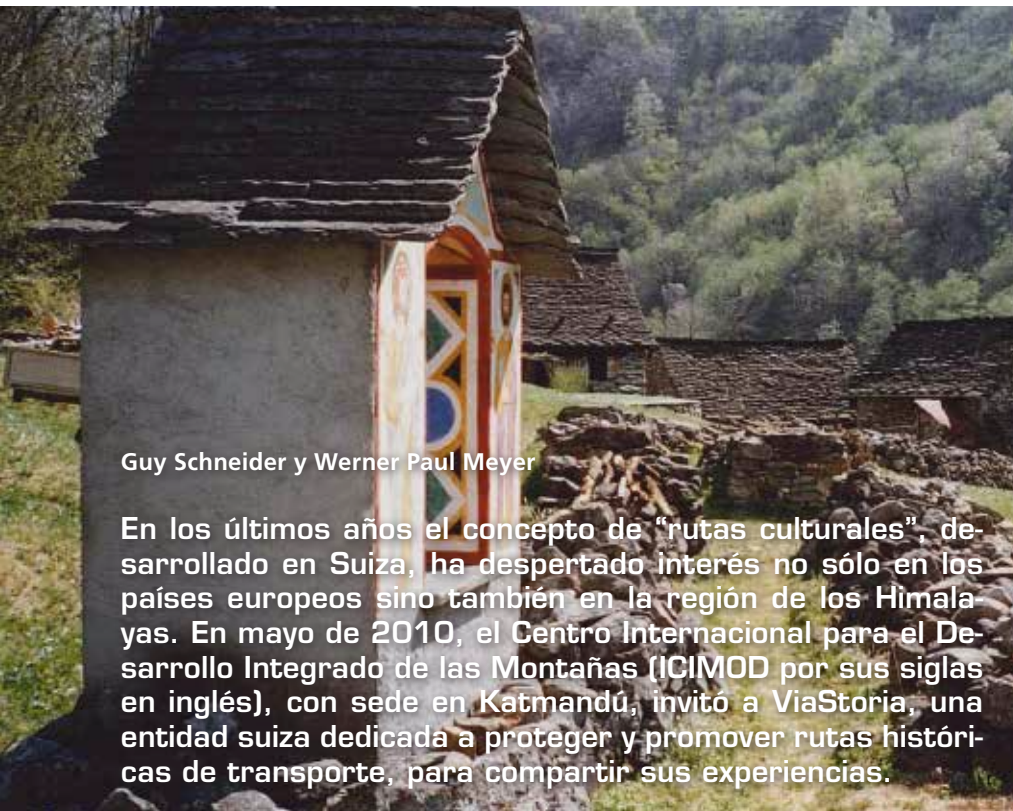 Guy Schneider y Werner Paul Meyer
En los últimos años el concepto de “rutas culturales”, de-
sarrollado en Suiza, ha despertado interés no sólo en los
países europeos sino también en la región de los Himala-
yas. En mayo de 2010, el Centro Internacional para el De-
sarrollo Integrado de las Montañas (ICIMOD por sus siglas
en inglés), con sede en Katmandú, invitó a ViaStoria, una
entidad suiza dedicada a proteger y promover rutas históri-
cas de transporte, para compartir sus experiencias.